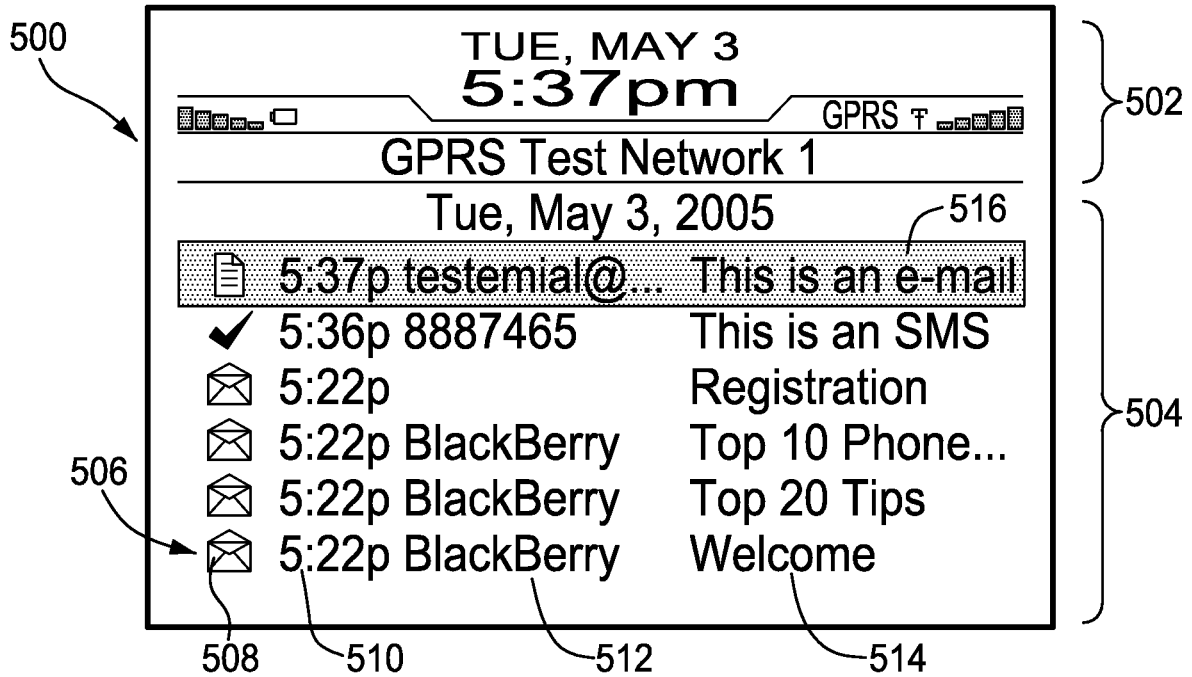 500
TUE, MAY 3
5:37pm
GPRS
502
GPRS Test Network 1
Tue, May 3, 2005
516
5:37p testemial@... This is an e-mail
5:36p 8887465 This is an SMS
5:22p Registration
504
5:22p BlackBerry Top 10 Phone...
506
5:22p BlackBerry Top 20 Tips
5:22p BlackBerry Welcome
508 510 512 514